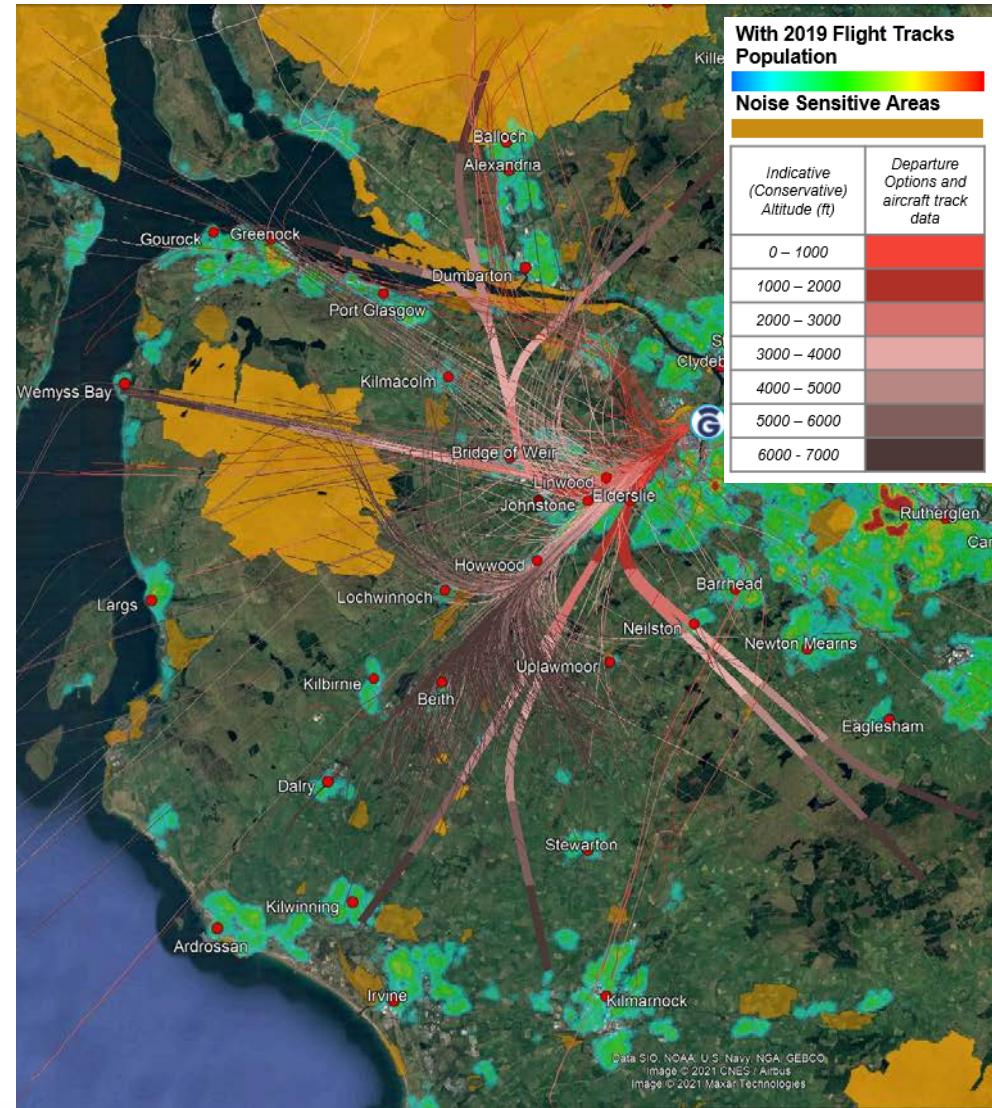 With 2019 Flight Tracks
Population
Noise Sensitive Areas
Indicative
(Conservative)
Altitude (ft)
Departure
Options and
aircraft track
data
0 – 1000
1000 – 2000
2000 – 3000
3000 – 4000
4000 – 5000
5000 – 6000
6000 - 7000
Kille
Balloch
Alexandria
Gourock
Greenock
Dumbarton
Port Glasgow
Clydeb
Kilmacolm
Wemyss Bay
G
Bridge of Weir
Linwood
Johnstone
Elderslie
Rutherglen
Car
Howwood
Barrhead
Lochwinnoch
Largs
Neilston
Newton Mearns
Uplawmoor
Kilbirnie
Beith
Eaglesham
Dalry
Stewarton
Kilwinning
Ardrossan
Irvine
Kilmarnock
Data SIO, NOAA, U.S. Navy, NGA, GEBCO
Image © 2021 CNES / Airbus
Image © 2021 Maxar Technologies